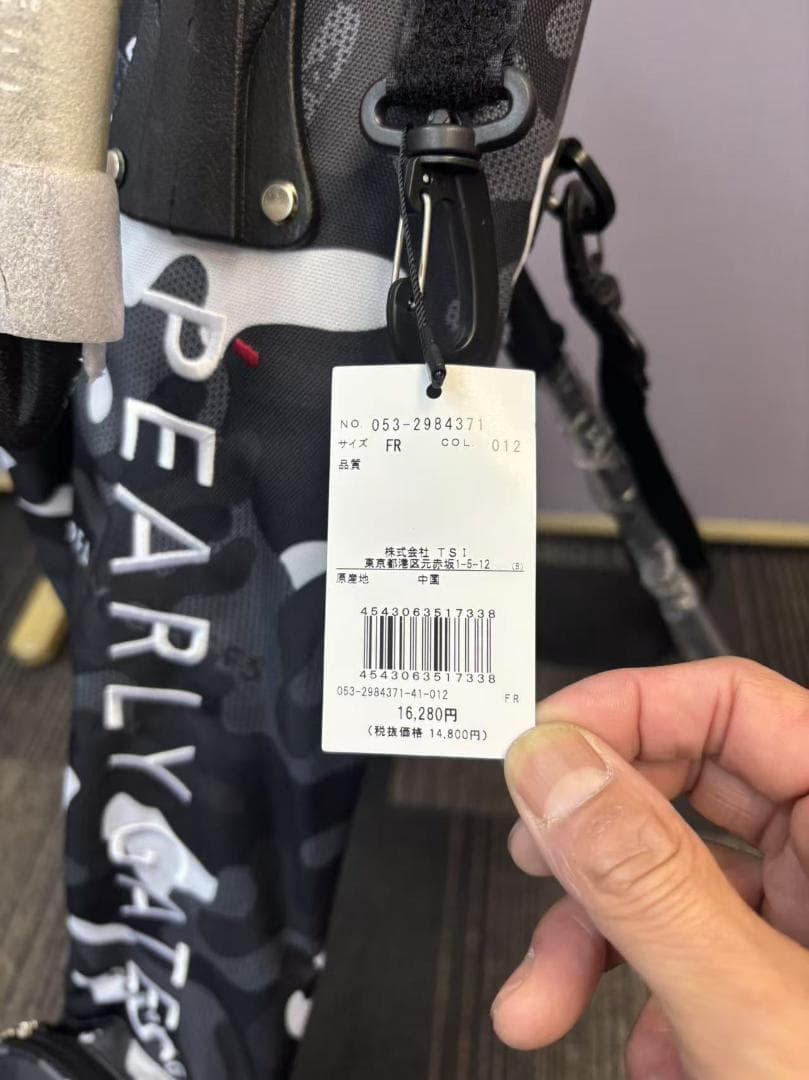 PEARLY GATES
NO. 053-2984371
サイズ FR COL. 012
品質
株式会社 TSI
東京都港区元赤坂1-5-12 (B)
原産地 中国
4543063517338
4543063517338
053-2984371-41-012 FR
16,280円
(税抜価格 14,800円)